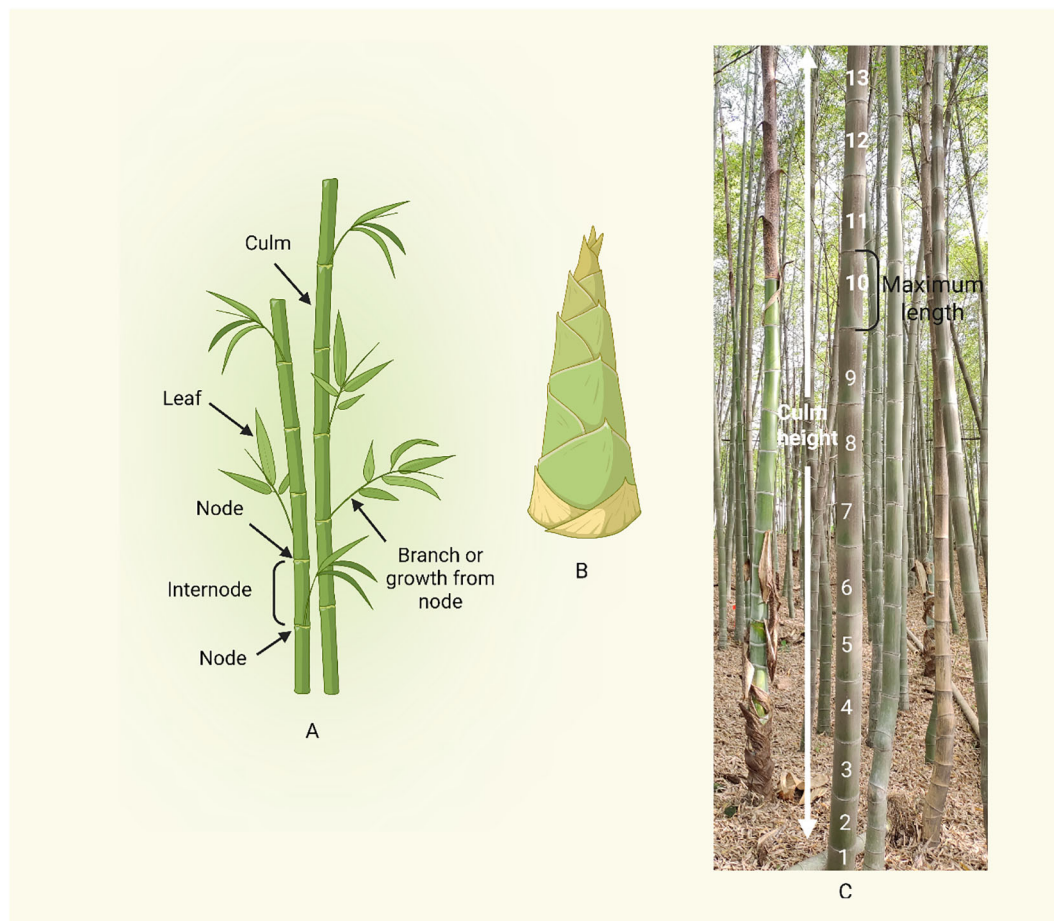 Culm
Leaf
Node
Internode
Node
Branch or
growth from
node
A
B
13
12
11
10
Maximum
length
9
Culm
height
8
7
6
5
4
3
2
1
C